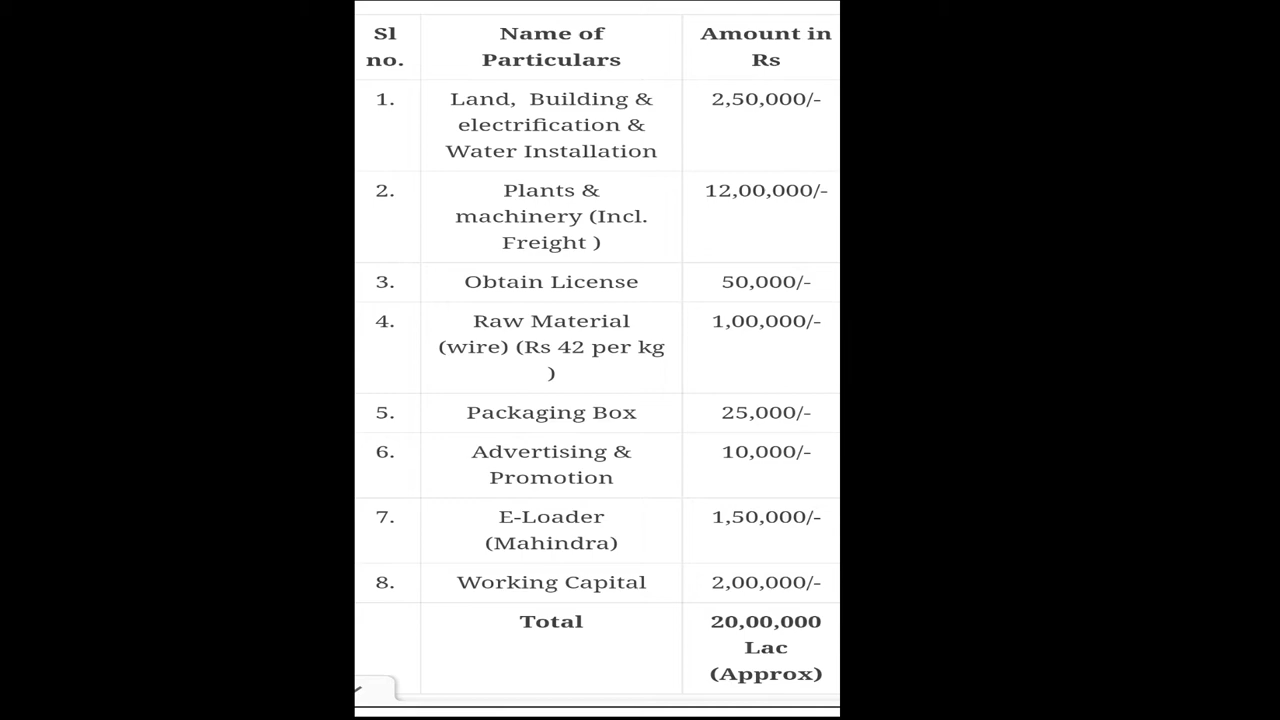 Sl Name of Amount in
no. Particulars Rs
1. Land, Building & 2,50,000/-
electrification &
Water Installation
2. Plants & 12,00,000/-
machinery (Incl.
Freight )
3. Obtain License 50,000/-
4. Raw Material 1,00,000/-
(wire) (Rs 42 per kg
)
5. Packaging Box 25,000/-
6. Advertising & 10,000/-
Promotion
7. E-Loader 1,50,000/-
(Mahindra)
8. Working Capital 2,00,000/-
Total 20,00,000
Lac
(Approx)